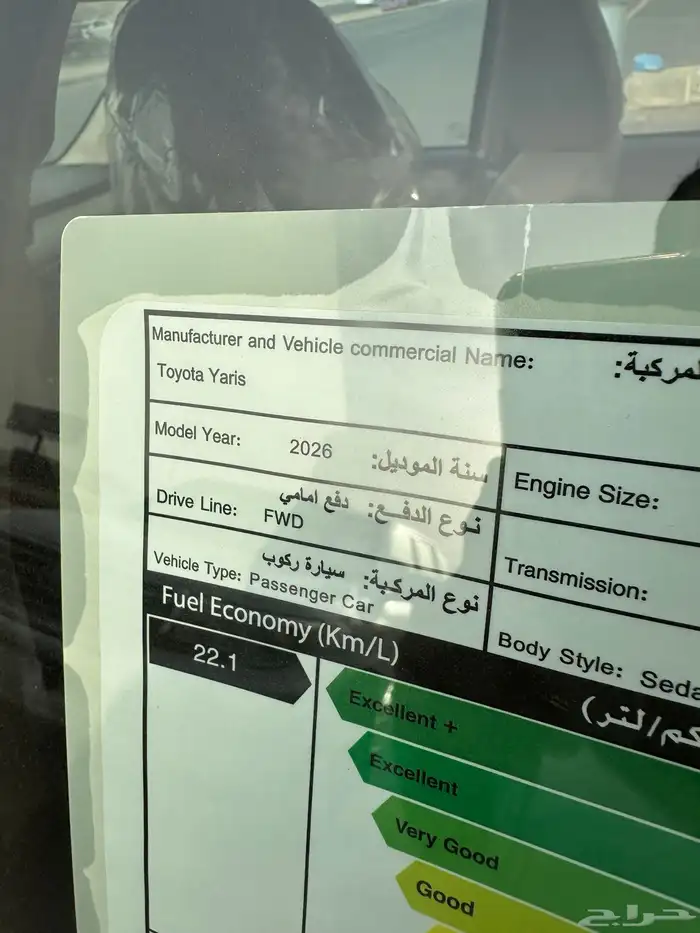 Manufacturer and Vehicle commercial Name:
Toyota Yaris
Model Year: 2026 سنة الموديل:
Engine Size:
Drive Line: FWD دفع امامي نوع الدفـع:
Transmission:
Vehicle Type: Passenger Car سيارة ركوب نوع المركبة:
Body Style:
Fuel Economy (Km/L)
22.1
Excellent +
Excellent
Very Good
Good
حراج